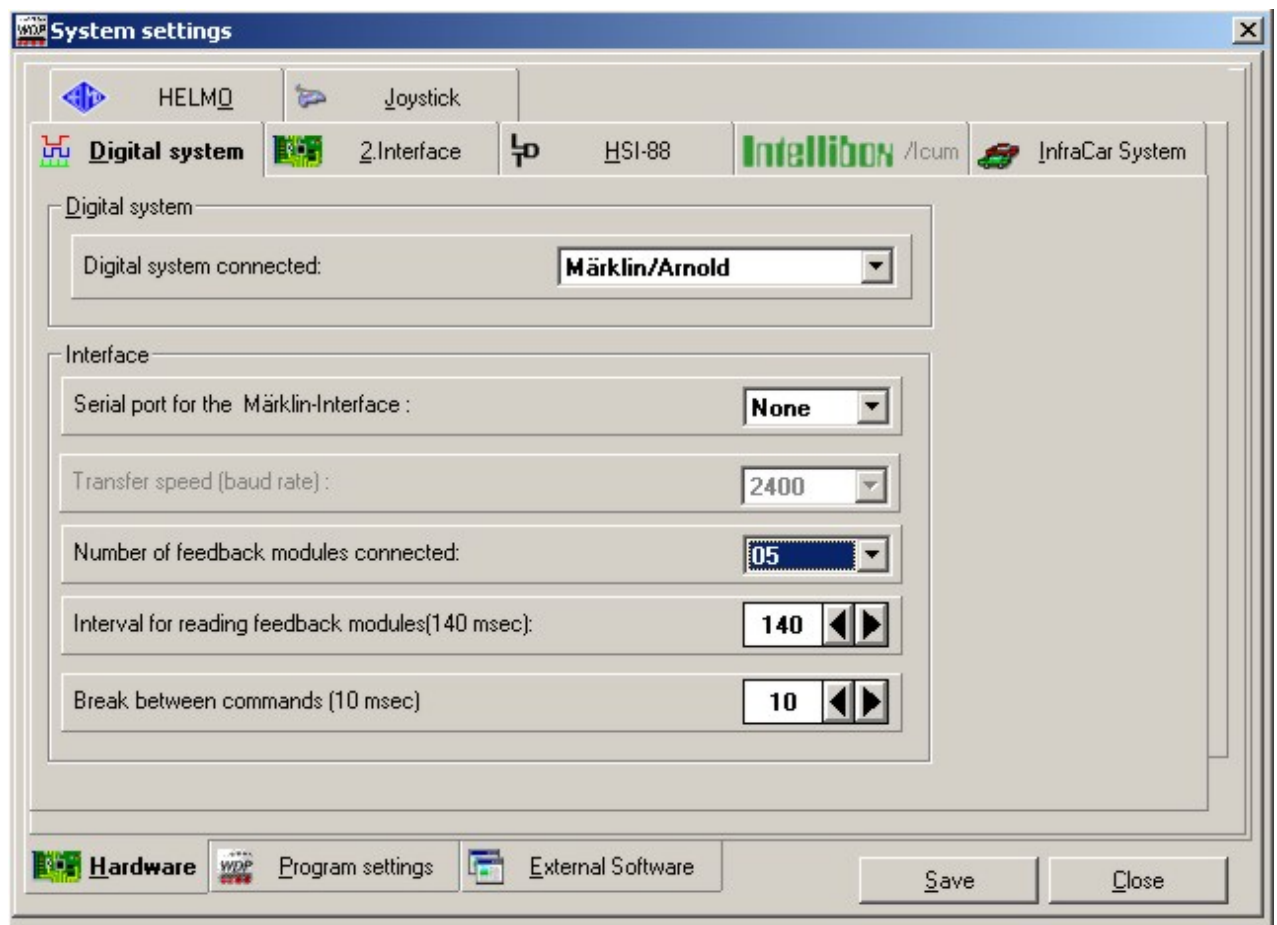 WDP System settings
HELMO Joystick
Digital system 2.Interface LDT HSI-88 Intellibox /Icum InfraCar System
Digital system
Digital system connected: Märklin/Arnold
Interface
Serial port for the Märklin-Interface : None
Transfer speed (baud rate) : 2400
Number of feedback modules connected: 05
Interval for reading feedback modules(140 msec): 140
Break between commands (10 msec) 10
Hardware WDP Program settings External Software
Save Close